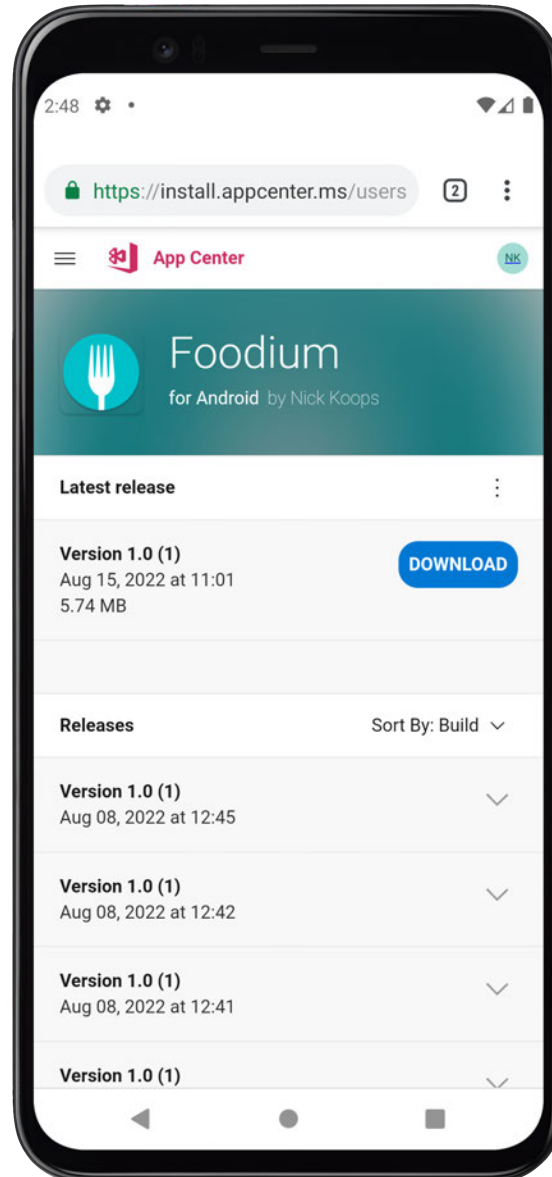 2:48
https://install.appcenter.ms/users
2
App Center
NK
Foodium
for Android by Nick Koops
Latest release
Version 1.0 (1)
Aug 15, 2022 at 11:01
5.74 MB
DOWNLOAD
Releases
Sort By: Build
Version 1.0 (1)
Aug 08, 2022 at 12:45
Version 1.0 (1)
Aug 08, 2022 at 12:42
Version 1.0 (1)
Aug 08, 2022 at 12:41
Version 1.0 (1)